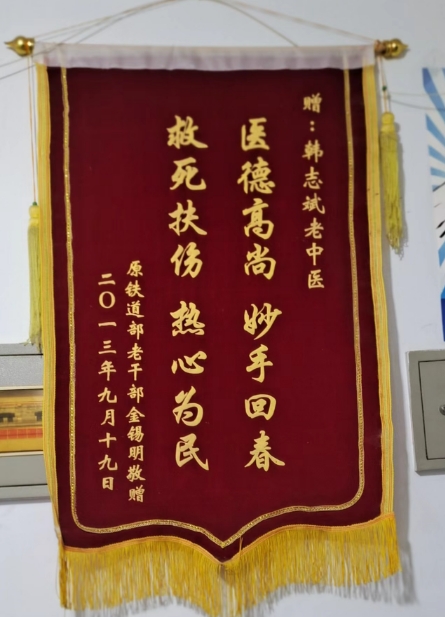 赠：韩志斌老中医
医德高尚 妙手回春
救死扶伤 热心为民
原铁道部老干部金锡明敬赠
二〇一三年九月十九日